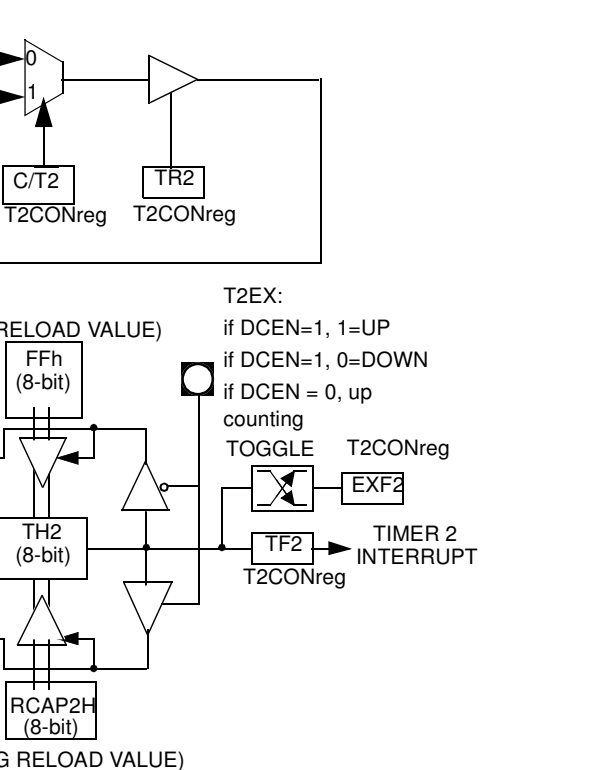 0
1
C/T2
TR2
T2CONreg
T2CONreg
T2EX:
if DCEN=1, 1=UP
if DCEN=1, 0=DOWN
if DCEN = 0, up
counting
RELOAD VALUE)
FFh
(8-bit)
TOGGLE
T2CONreg
EXF2
TH2
(8-bit)
TF2
T2CONreg
TIMER 2
INTERRUPT
RCAP2H
(8-bit)
G RELOAD VALUE)